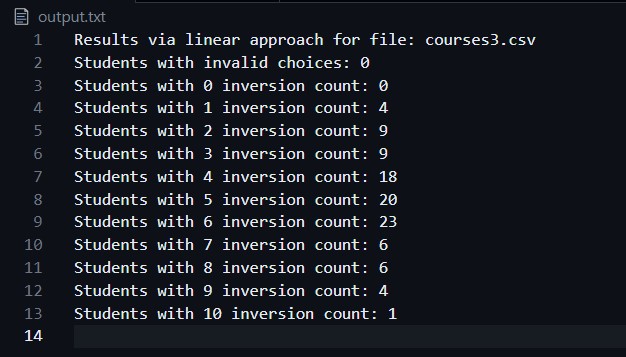 output.txt
1 Results via linear approach for file: courses3.csv
2 Students with invalid choices: 0
3 Students with 0 inversion count: 0
4 Students with 1 inversion count: 4
5 Students with 2 inversion count: 9
6 Students with 3 inversion count: 9
7 Students with 4 inversion count: 18
8 Students with 5 inversion count: 20
9 Students with 6 inversion count: 23
10 Students with 7 inversion count: 6
11 Students with 8 inversion count: 6
12 Students with 9 inversion count: 4
13 Students with 10 inversion count: 1
14